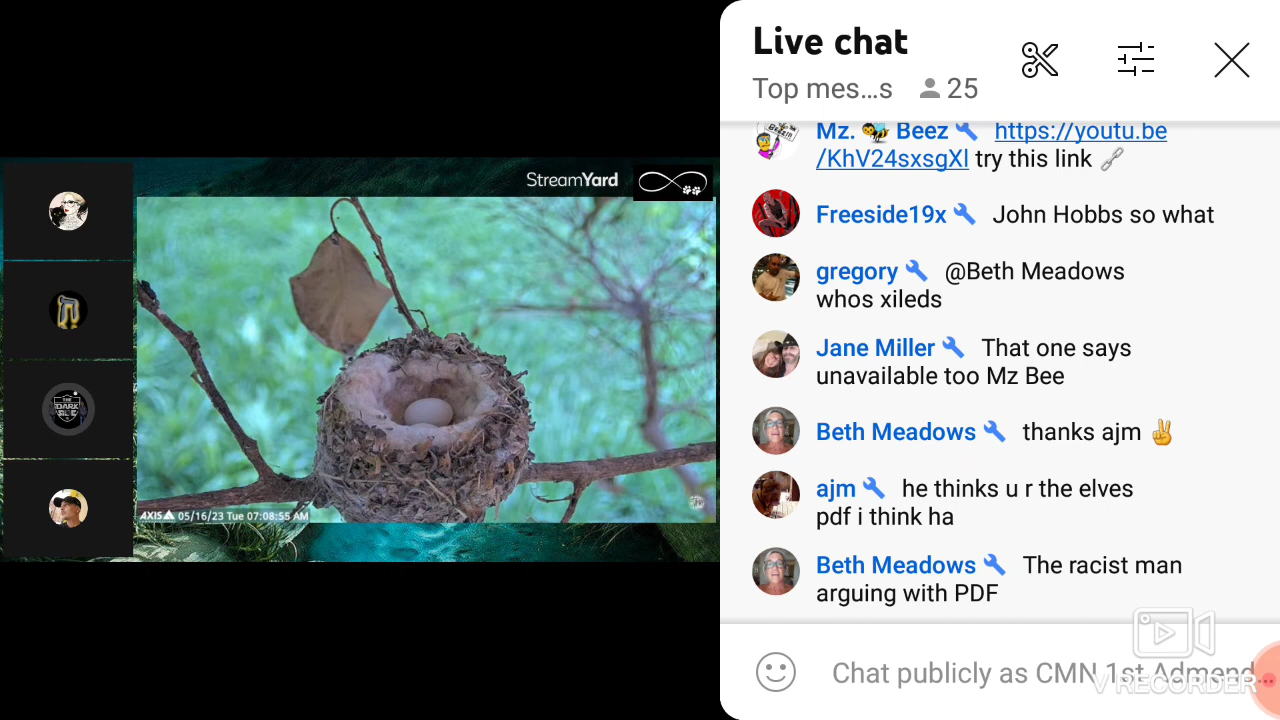 StreamYard
AXIS 05/16/23 Tue 07:08:55 AM
Live chat
Top mes...s 25
Mz. Beez https://youtu.be
/KhV24sxsgXI try this link
Freeside19x John Hobbs so what
gregory @Beth Meadows
whos xileds
Jane Miller That one says
unavailable too Mz Bee
Beth Meadows thanks ajm
ajm he thinks u r the elves
pdf i think ha
Beth Meadows The racist man
arguing with PDF
Chat publicly as CMN 1st Admend...
V RECORDER